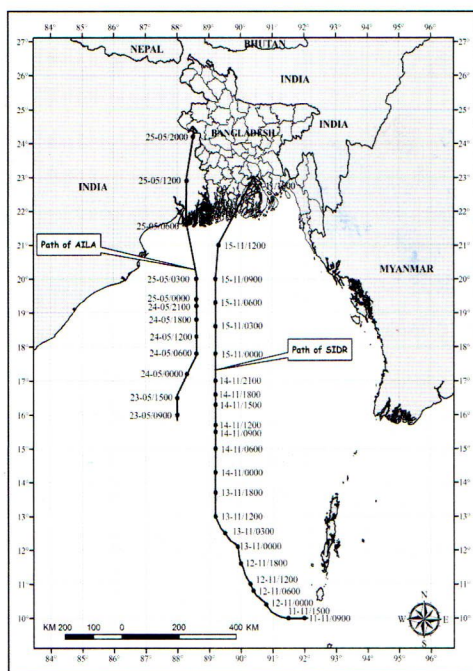 84° 85° 86° 87° 88° 89° 90° 91° 92° 93° 94° 95° 96°
27° 27°
NEPAL BHUTAN
26° 26°
INDIA
25° 25°
25-05/2000 BANGLADESH INDIA
24° 24°
INDIA 25-05/1200
23° 23°
22° 22°
25-05/0600
21° 15-11/1200 21°
Path of AILA
MYANMAR
20° 25-05/0300 15-11/0900 20°
25-05/0000 15-11/0600
24-05/2100
19° 24-05/1800 19°
15-11/0300
24-05/1200
18° 24-05/0600 15-11/0000 Path of SIDR 18°
24-05/0000
17° 14-11/2100 17°
23-05/1500 14-11/1800
14-11/1500
16° 23-05/0900 16°
14-11/1200
14-11/0900
15° 14-11/0600 15°
14-11/0000
14° 13-11/1800 14°
13° 13-11/1200 13°
13-11/0300
12° 13-11/0000 12°
12-11/1800
11° 12-11/1200 11°
12-11/0600
12-11/0000 N
11-11/1500
10° 11-11/0900 W E 10°
KM 200 0 200 400 KM S
84° 85° 86° 87° 88° 89° 90° 91° 92° 93° 94° 95° 96°